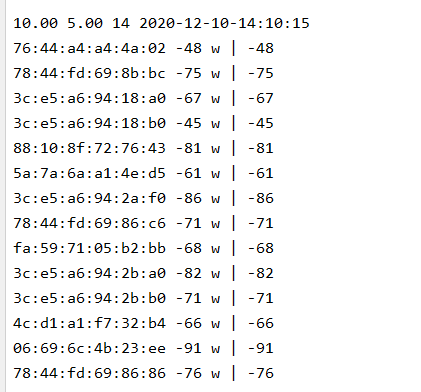 10.00 5.00 14 2020-12-10-14:10:15
76:44:a4:a4:4a:02 -48 w | -48
78:44:fd:69:8b:bc -75 w | -75
3c:e5:a6:94:18:a0 -67 w | -67
3c:e5:a6:94:18:b0 -45 w | -45
88:10:8f:72:76:43 -81 w | -81
5a:7a:6a:a1:4e:d5 -61 w | -61
3c:e5:a6:94:2a:f0 -86 w | -86
78:44:fd:69:86:c6 -71 w | -71
fa:59:71:05:b2:bb -68 w | -68
3c:e5:a6:94:2b:a0 -82 w | -82
3c:e5:a6:94:2b:b0 -71 w | -71
4c:d1:a1:f7:32:b4 -66 w | -66
06:69:6c:4b:23:ee -91 w | -91
78:44:fd:69:86:86 -76 w | -76